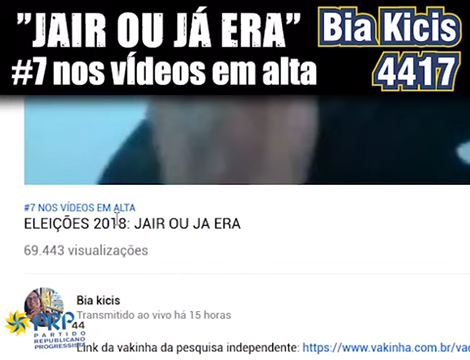 "JAIR OU JÁ ERA"
#7 nos vídeos em alta
Bia Kicis
4417
#7 NOS VÍDEOS EM ALTA
ELEIÇÕES 2018: JAIR OU JA ERA
69.443 visualizações
Bia kicis
Transmitido ao vivo há 15 horas
PRP
44
PARTIDO
REPUBLICANO
PROGRESSISTA
Link da vakinha da pesquisa independente: https://www.vakinha.com.br/va